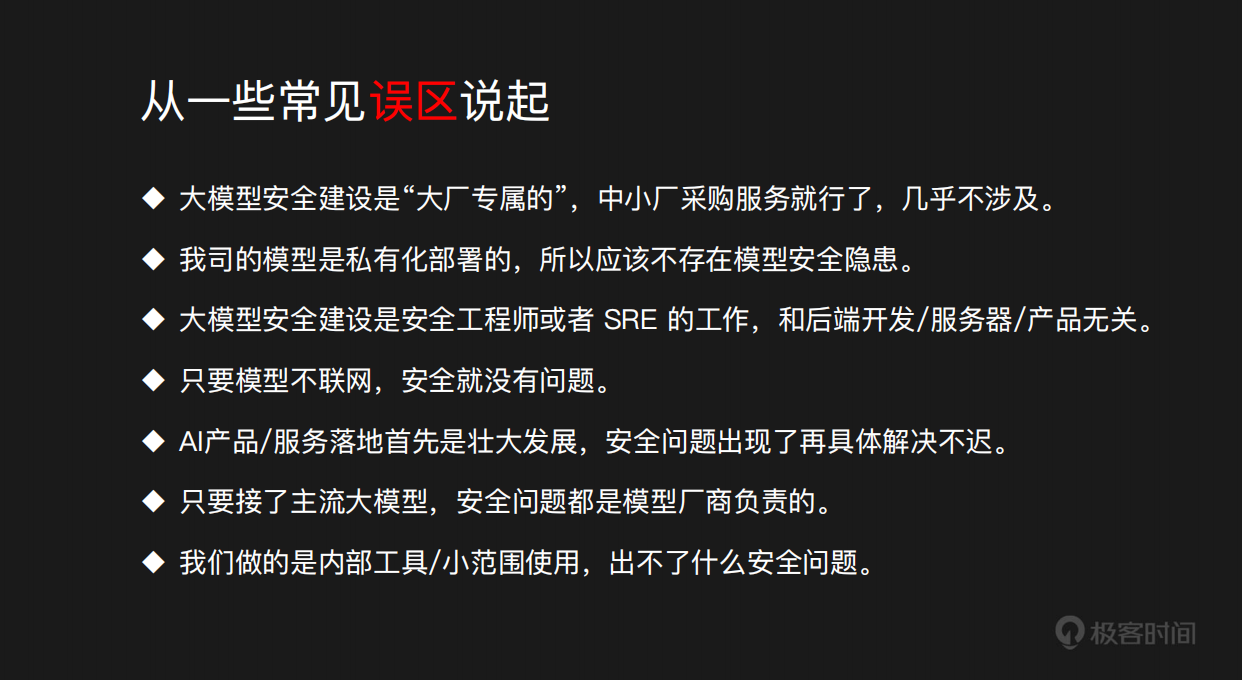 从一些常见误区说起
◆ 大模型安全建设是“大厂专属的”，中小厂采购服务就行了，几乎不涉及。
◆ 我司的模型是私有化部署的，所以应该不存在模型安全隐患。
◆ 大模型安全建设是安全工程师或者 SRE 的工作，和后端开发/服务器/产品无关。
◆ 只要模型不联网，安全就没有问题。
◆ AI产品/服务落地首先是壮大发展，安全问题出现了再具体解决不迟。
◆ 只要接了主流大模型，安全问题都是模型厂商负责的。
◆ 我们做的是内部工具/小范围使用，出不了什么安全问题。
极客时间